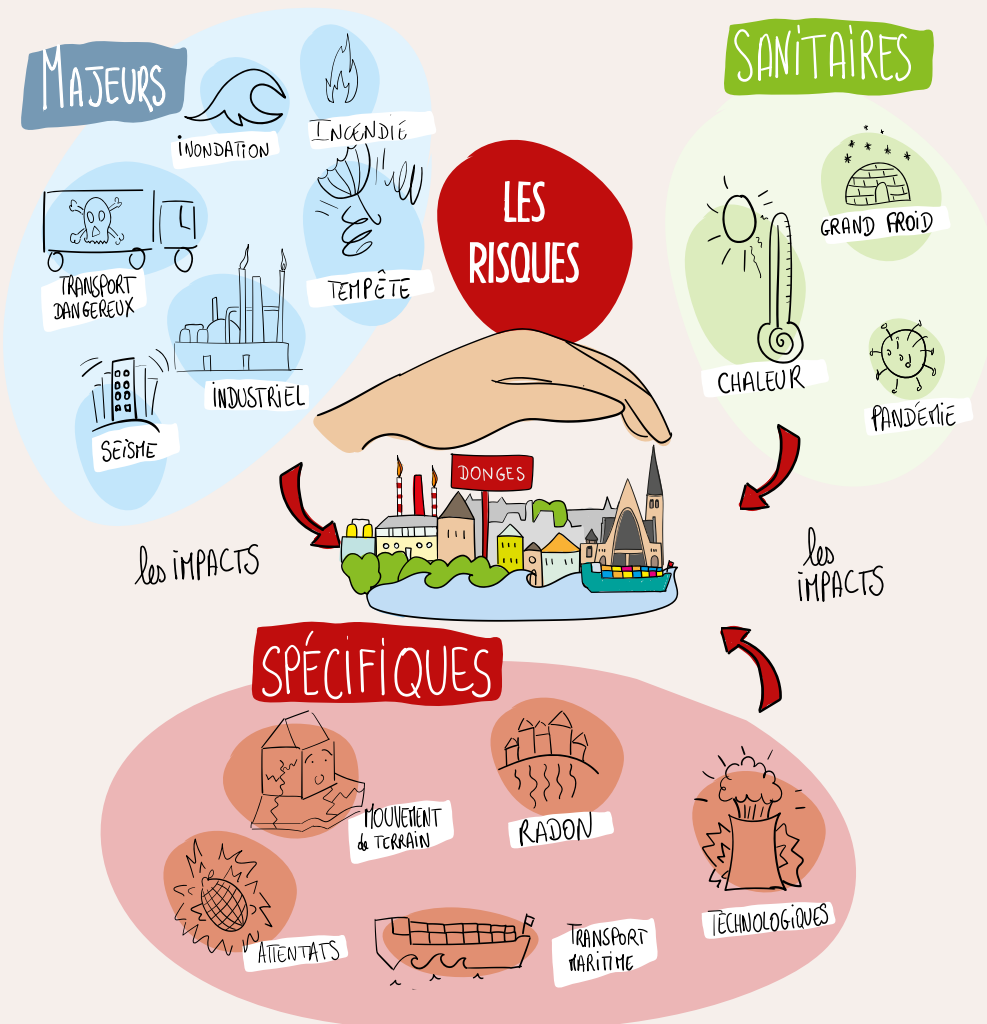 MAJEURS
INONDATION
INCENDIE
TRANSPORT
DANGEREUX
TEMPÊTE
INDUSTRIEL
SÉISME
LES
RISQUES
SANITAIRES
GRAND FROID
CHALEUR
PANDÉMIE
DONGES
les IMPACTS
les
IMPACTS
SPÉCIFIQUES
MOUVEMENT
de TERRAIN
RADON
TECHNOLOGIQUES
ATTENTATS
TRANSPORT
MARITIME